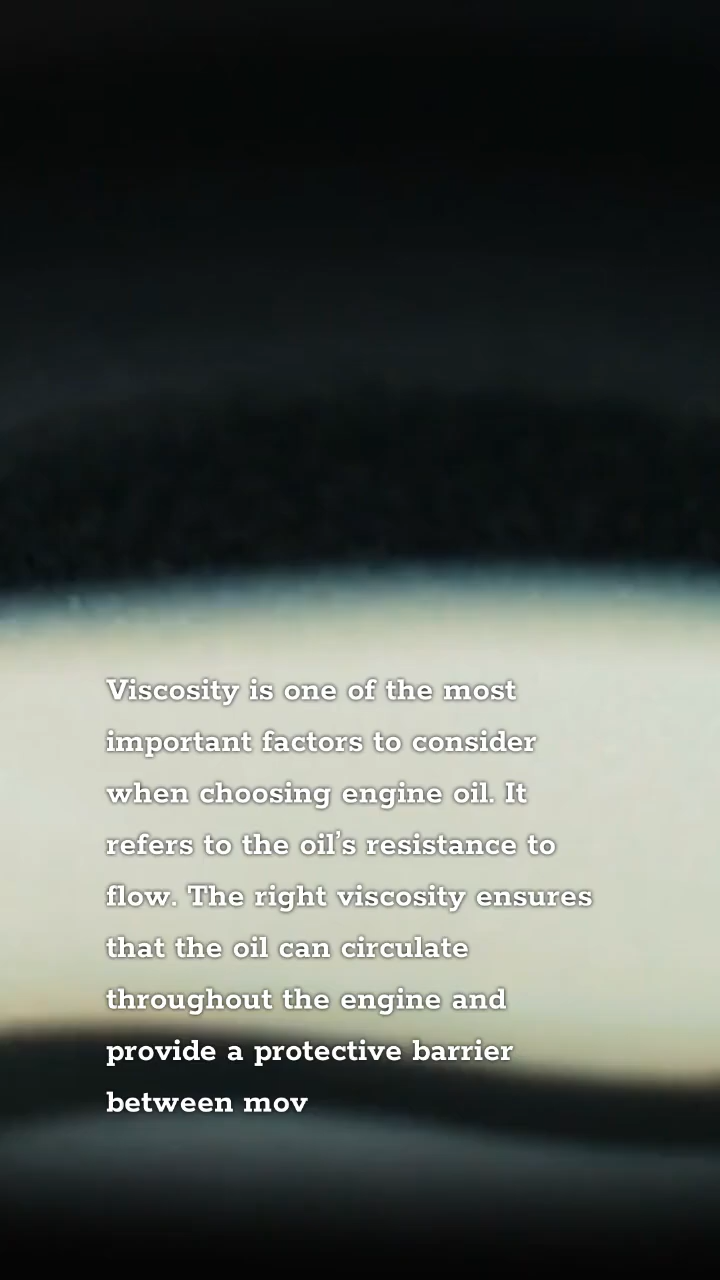 Viscosity is one of the most
important factors to consider
when choosing engine oil. It
refers to the oil's resistance to
flow. The right viscosity ensures
that the oil can circulate
throughout the engine and
provide a protective barrier
between mov